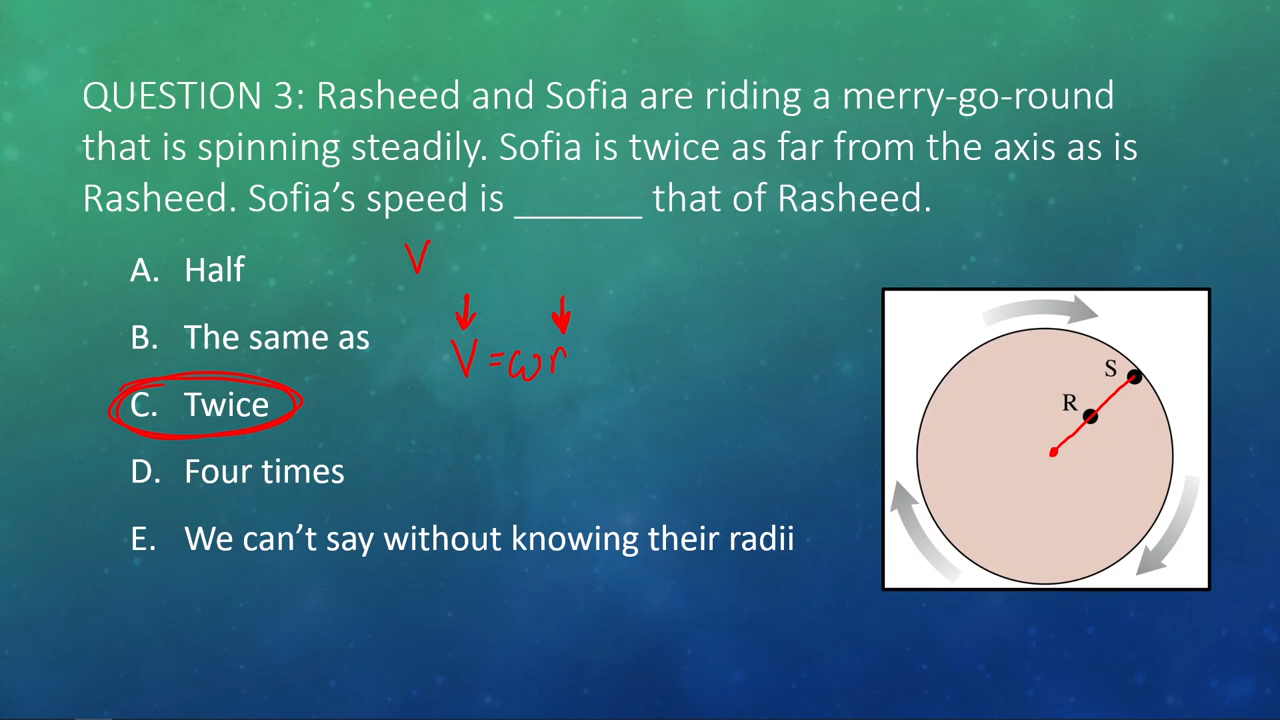 QUESTION 3: Rasheed and Sofia are riding a merry-go-round
that is spinning steadily. Sofia is twice as far from the axis as is
Rasheed. Sofia’s speed is ______ that of Rasheed.
A. Half
V
B. The same as
V = ωr
C. Twice
D. Four times
E. We can’t say without knowing their radii
S
R